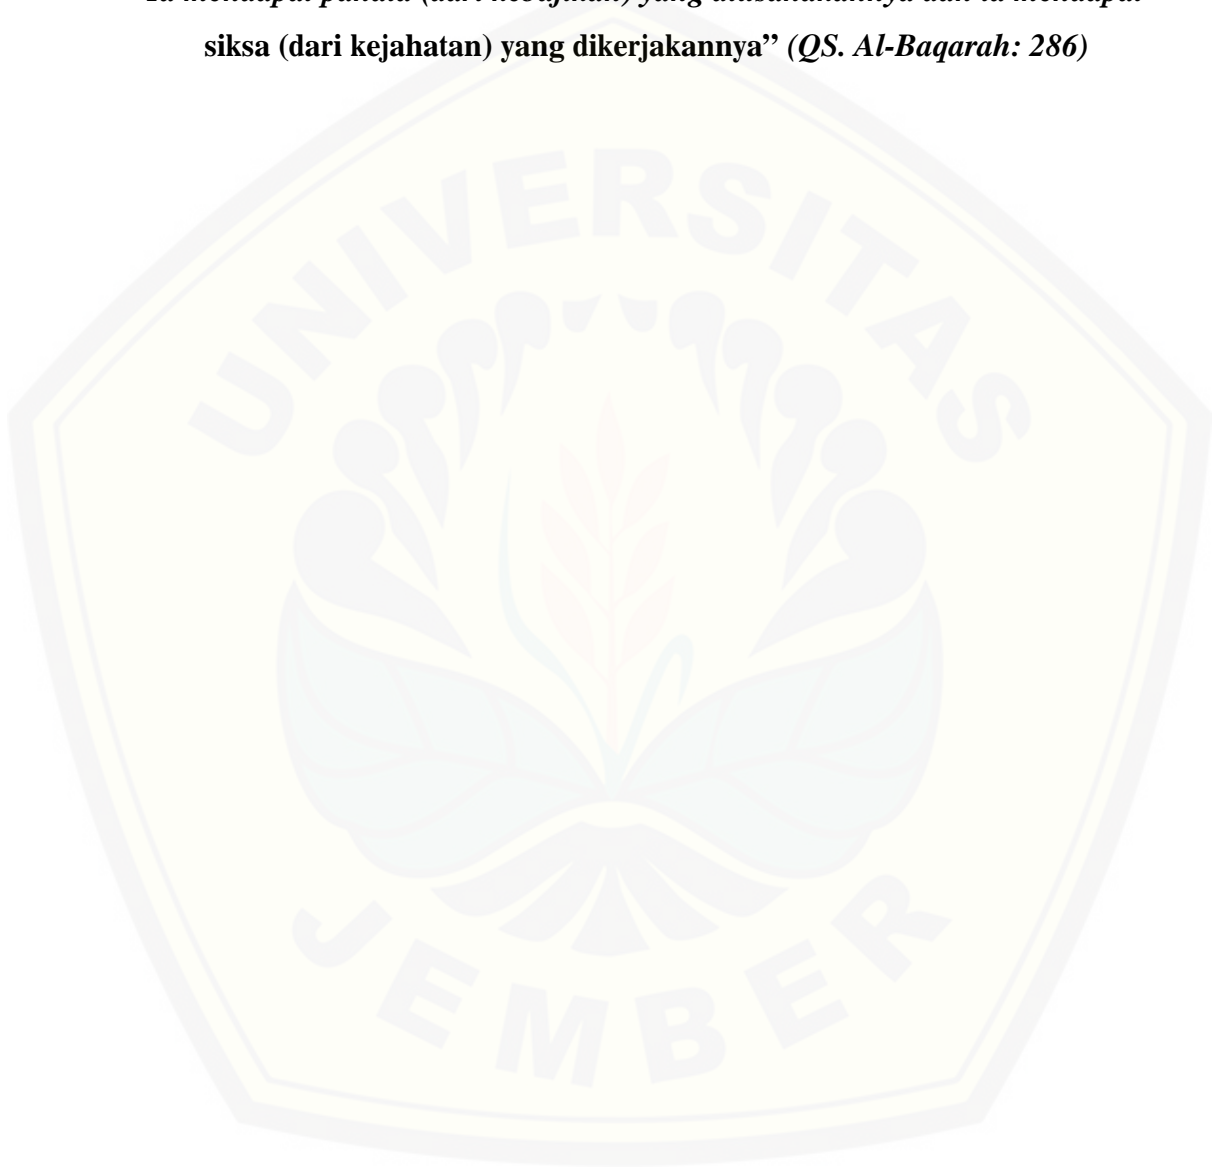 siksa (dari kejahatan) yang dikerjakannya” (QS. Al-Baqarah: 286)
UNIVERSITAS
JEMBER